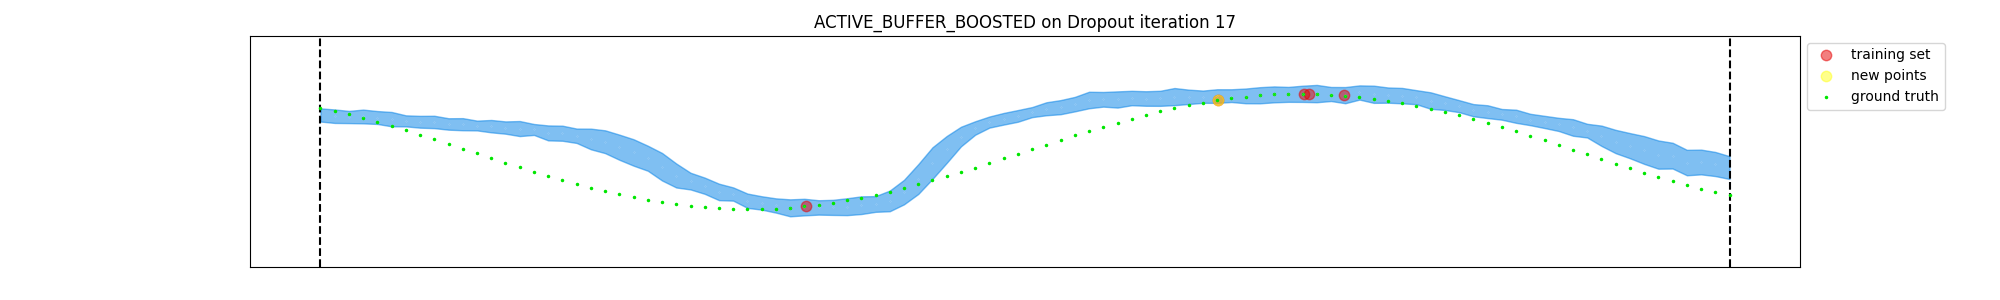 ACTIVE_BUFFER_BOOSTED on Dropout iteration 17
training set
new points
ground truth